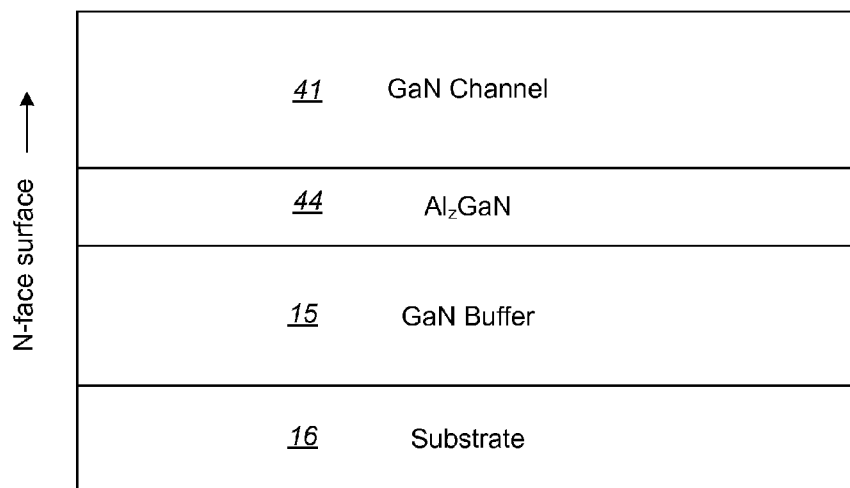 41 GaN Channel
44 AlzGaN
15 GaN Buffer
16 Substrate
N-face surface